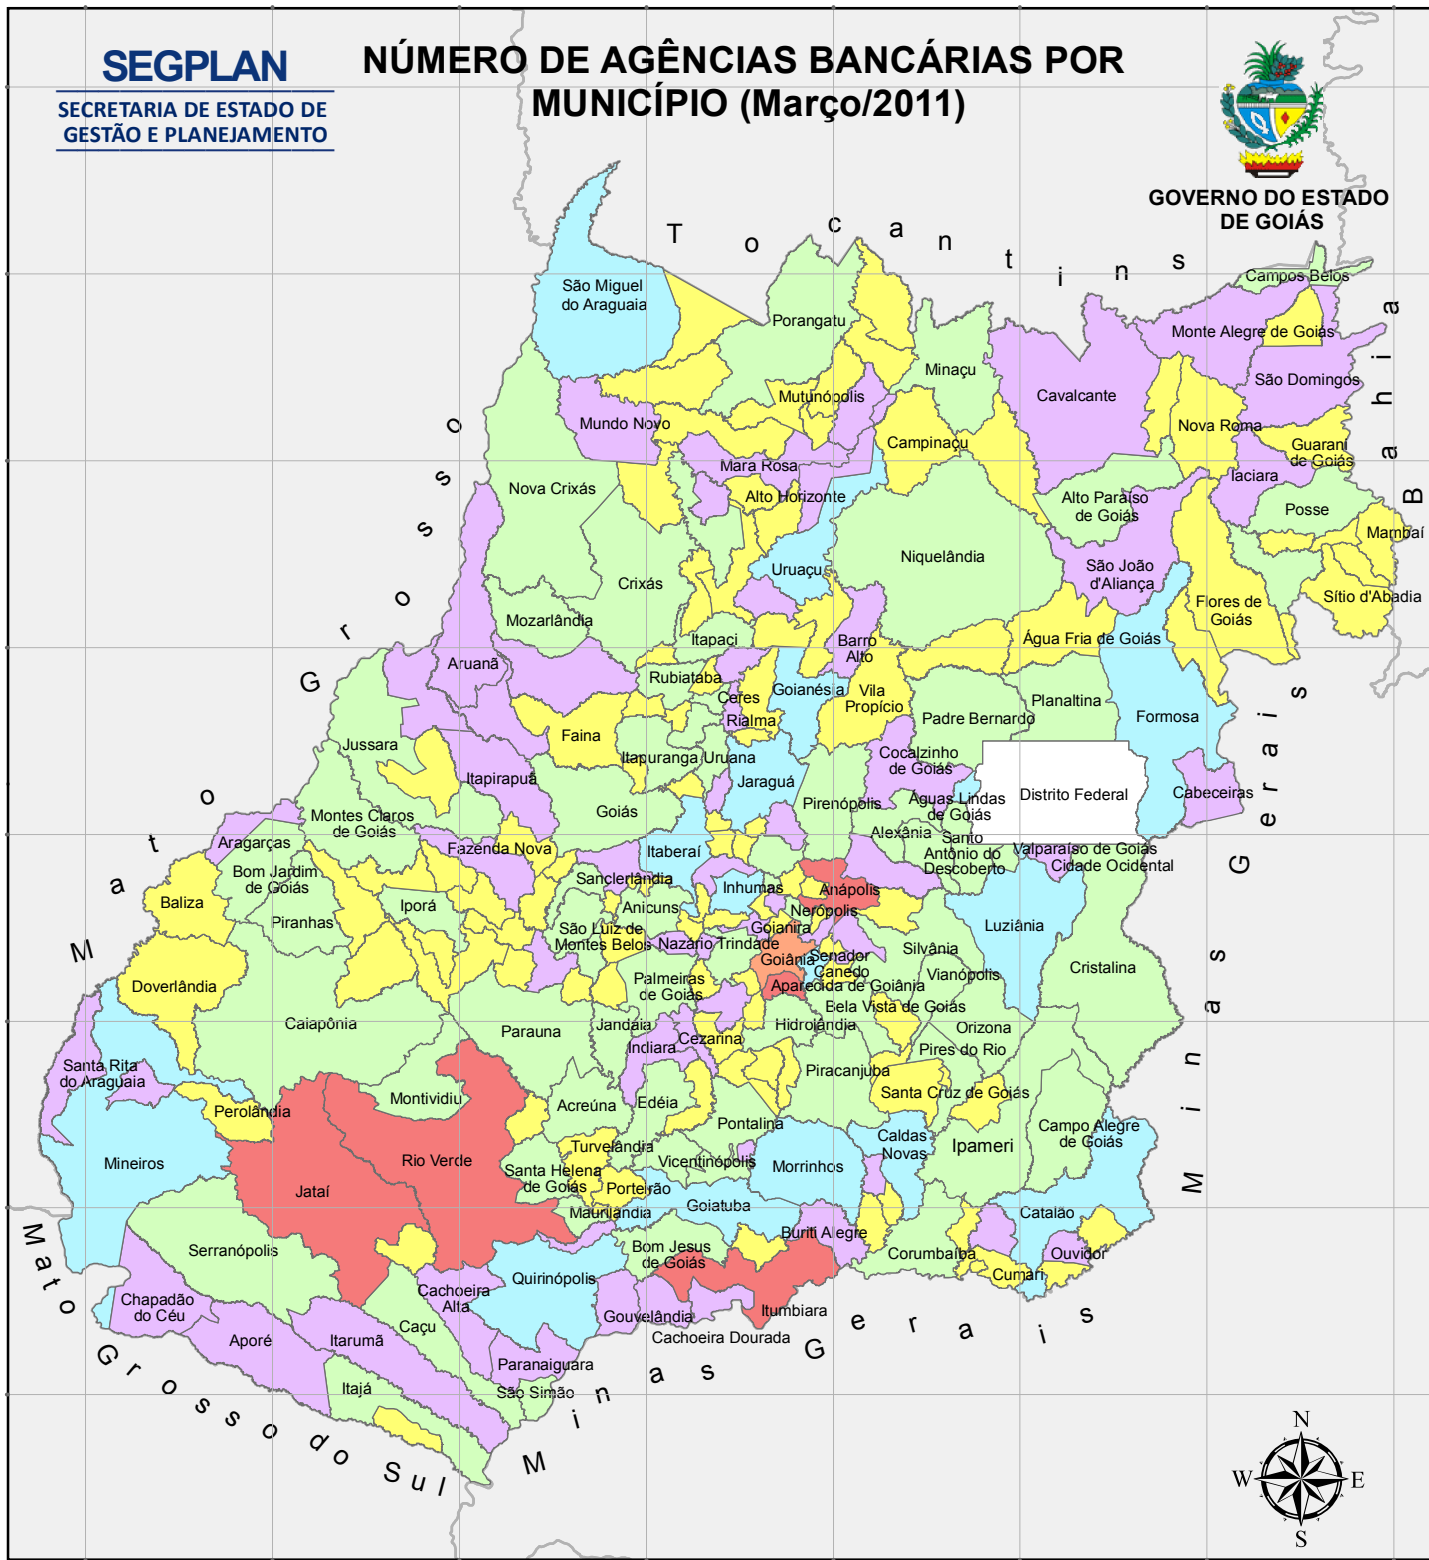 SEGPLAN
SECRETARIA DE ESTADO DE
GESTÃO E PLANEJAMENTO
NÚMERO DE AGÊNCIAS BANCÁRIAS POR
MUNICÍPIO (Março/2011)
GOVERNO DO ESTADO
DE GOIÁS
Tocantins
Bahia
Mato Grosso
Minas Gerais
Mato Grosso do Sul
Minas Gerais
São Miguel
do Araguaia
Campos Belos
Porangatu
Monte Alegre de Goiás
Minaçu
São Domingos
Cavalcante
Mutunópolis
Mundo Novo
Nova Roma
Campinaçu
Guarani
de Goiás
Mara Rosa
Iaciara
Nova Crixás
Alto Horizonte
Alto Paraíso
de Goiás
Posse
Mambaí
Niquelândia
Uruaçu
São João
d'Aliança
Crixás
Sítio d'Abadia
Flores de
Goiás
Mozarlândia
Itapaci
Barro
Alto
Água Fria de Goiás
Aruanã
Rubiataba
Ceres
Goianésia
Vila
Propício
Planaltina
Rialma
Padre Bernardo
Formosa
Faina
Jussara
Itapuranga
Uruana
Cocalzinho
de Goiás
Itapirapuã
Jaraguá
Distrito Federal
Cabeceiras
Goiás
Pirenópolis
Águas Lindas
de Goiás
Montes Claros
de Goiás
Alexânia
Santo
Antônio do
Descoberto
Aragarças
Fazenda Nova
Itaberaí
Valparaíso de Goiás
Cidade Ocidental
Bom Jardim
de Goiás
Sanclerlândia
Inhumas
Anápolis
Baliza
Iporá
Anicuns
Nerópolis
Piranhas
São Luiz de
Montes Belos
Goianira
Luziânia
Nazário
Trindade
Silvânia
Goiânia
Senador
Canedo
Cristalina
Doverlândia
Palmeiras
de Goiás
Vianópolis
Aparecida de Goiânia
Bela Vista de Goiás
Caiapônia
Parauna
Jandaia
Hidrolândia
Orizona
Cezarina
Indiara
Pires do Rio
Santa Rita
do Araguaia
Piracanjuba
Montividiu
Santa Cruz de Goiás
Perolândia
Acreúna
Edéia
Pontalina
Campo Alegre
de Goiás
Caldas
Novas
Turvelândia
Ipameri
Mineiros
Rio Verde
Vicentinópolis
Morrinhos
Santa Helena
de Goiás
Jataí
Porteirão
Goiatuba
Maurilândia
Catalão
Buriti Alegre
Serranópolis
Bom Jesus
de Goiás
Corumbaíba
Ouvidor
Quirinópolis
Cumari
Cachoeira
Alta
Chapadão
do Céu
Gouvelândia
Itumbiara
Caçu
Cachoeira Dourada
Aporé
Itarumã
Paranaiguara
Itajá
São Simão
N
W
E
S